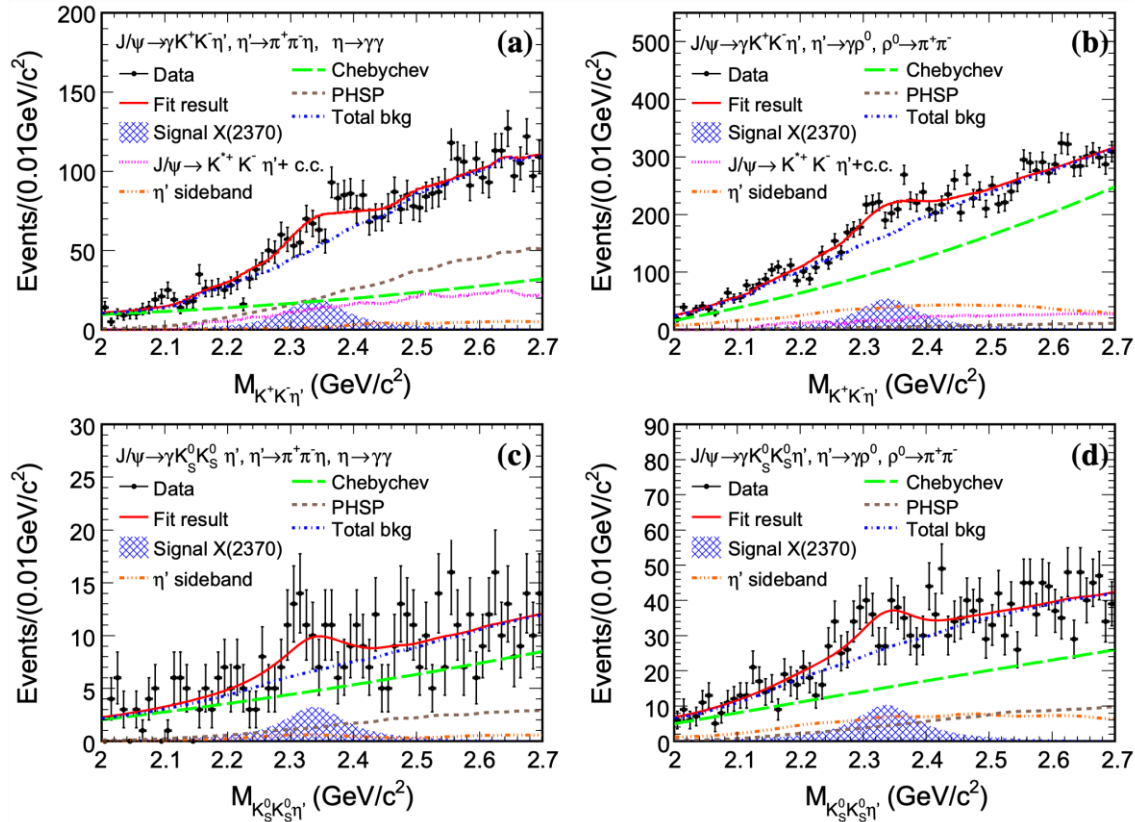 J/ψ→γK⁺K⁻η′, η′→π⁺π⁻η, η→γγ (a)
Data
Chebychev
Fit result
PHSP
Signal X(2370)
Total bkg
J/ψ→ K*⁺ K⁻ η′+ c.c.
η′ sideband
Events/(0.01GeV/c²)
200
150
100
50
0
2 2.1 2.2 2.3 2.4 2.5 2.6 2.7
M_K⁺K⁻η′ (GeV/c²)
J/ψ→γK⁺K⁻η′, η′→γρ⁰, ρ⁰→π⁺π⁻ (b)
Data
Chebychev
Fit result
PHSP
Signal X(2370)
Total bkg
J/ψ→ K*⁺ K⁻ η′+c.c.
η′ sideband
Events/(0.01GeV/c²)
500
400
300
200
100
0
2 2.1 2.2 2.3 2.4 2.5 2.6 2.7
M_K⁺K⁻η′ (GeV/c²)
J/ψ→γK_S⁰K_S⁰ η′, η′→π⁺π⁻η, η→γγ (c)
Data
Chebychev
Fit result
PHSP
Signal X(2370)
Total bkg
η′ sideband
Events/(0.01GeV/c²)
30
25
20
15
10
5
0
2 2.1 2.2 2.3 2.4 2.5 2.6 2.7
M_K_S⁰K_S⁰η′ (GeV/c²)
J/ψ→γK_S⁰K_S⁰η′, η′→γρ⁰, ρ⁰→π⁺π⁻ (d)
Data
Chebychev
Fit result
PHSP
Signal X(2370)
Total bkg
η′ sideband
Events/(0.01GeV/c²)
90
80
70
60
50
40
30
20
10
0
2 2.1 2.2 2.3 2.4 2.5 2.6 2.7
M_K_S⁰K_S⁰η′ (GeV/c²)